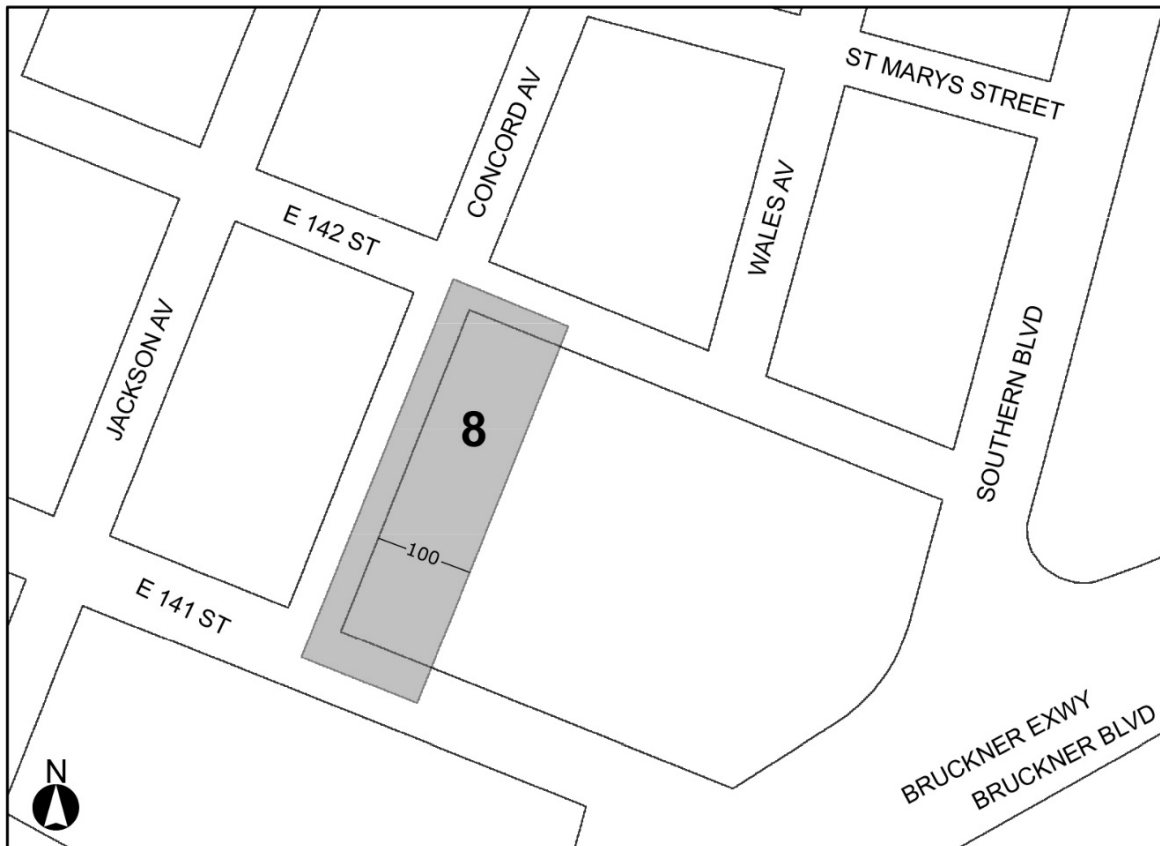 ST MARYS STREET
CONCORD AV
WALES AV
E 142 ST
JACKSON AV
SOUTHERN BLVD
8
100
E 141 ST
BRUCKNER EXWY
BRUCKNER BLVD
N